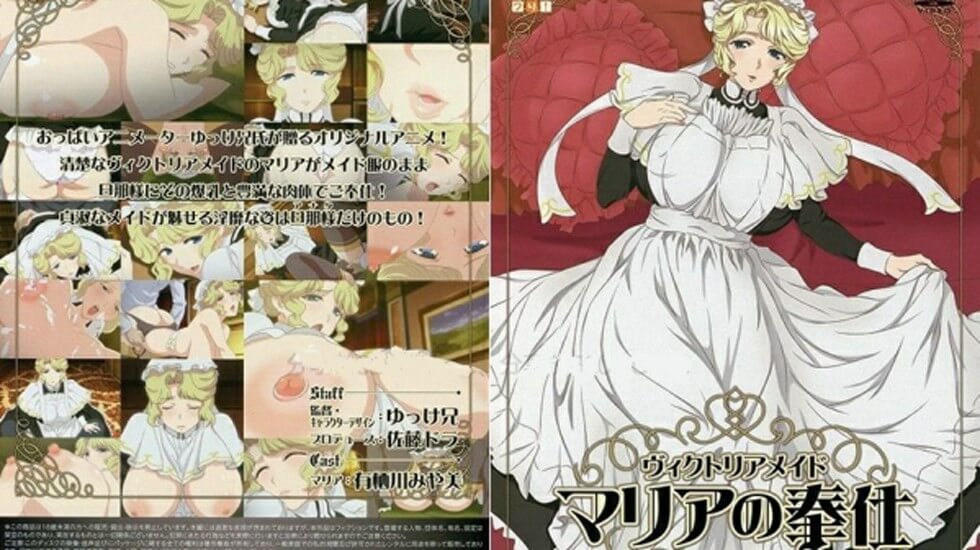 おっぱいアニメーターゆっけ兄氏が贈るオリジナルアニメ！
清楚なヴィクトリアメイドのマリアがメイド服のまま
旦那様にその爆乳と豊満な肉体でご奉仕！
貞淑なメイドが魅せる淫靡な姿は旦那様だけのもの！
Staff
監督・
キャラクターデザイン：ゆっけ兄
プロデュース：佐藤ドラ
Cast
マリア：有栖川みや美
ヴィクトリアメイド
マリアの奉仕